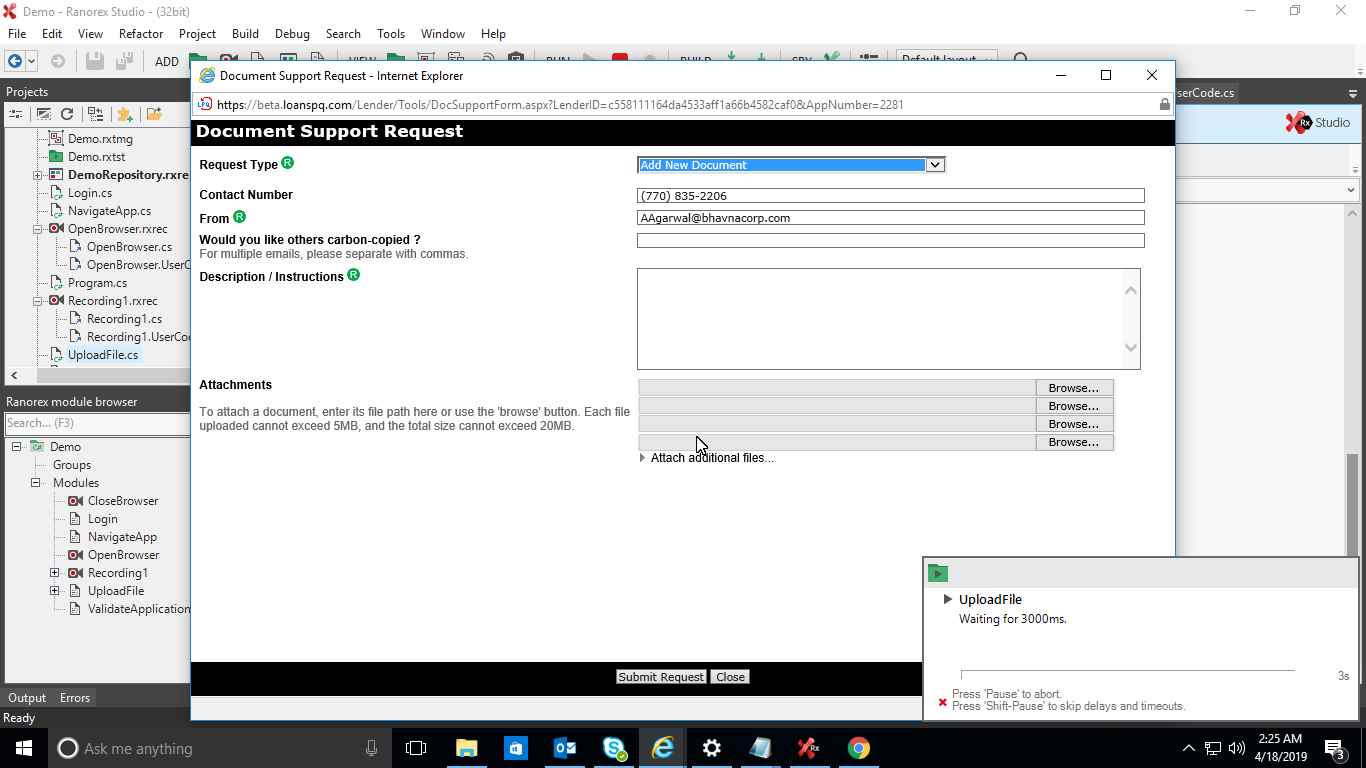 Demo - Ranorex Studio - (32bit)
File Edit View Refactor Project Build Debug Search Tools Window Help
ADD
Default layout
Document Support Request - Internet Explorer
https://beta.loanspq.com/Lender/Tools/DocSupportForm.aspx?LenderID=c558111164da4533aff1a66b4582caf0&AppNumber=2281
serCode.cs
Rx Studio
Projects
Demo.rxtmg
Demo.rxtst
DemoRepository.rxre
Login.cs
NavigateApp.cs
OpenBrowser.rxrec
OpenBrowser.cs
OpenBrowser.UserC
Program.cs
Recording1.rxrec
Recording1.cs
Recording1.UserCo
UploadFile.cs
Ranorex module browser
Search... (F3)
Demo
Groups
Modules
CloseBrowser
Login
NavigateApp
OpenBrowser
Recording1
UploadFile
ValidateApplication
Output Errors
Ready
Document Support Request
Request Type R
Add New Document
Contact Number
(770) 835-2206
From R
AAgarwal@bhavnacorp.com
Would you like others carbon-copied ?
For multiple emails, please separate with commas.
Description / Instructions R
Attachments
To attach a document, enter its file path here or use the 'browse' button. Each file
uploaded cannot exceed 5MB, and the total size cannot exceed 20MB.
Browse...
Browse...
Browse...
Browse...
Attach additional files...
Submit Request Close
UploadFile
Waiting for 3000ms.
3s
Press 'Pause' to abort.
Press 'Shift-Pause' to skip delays and timeouts.
Ask me anything
2:25 AM
4/18/2019
3